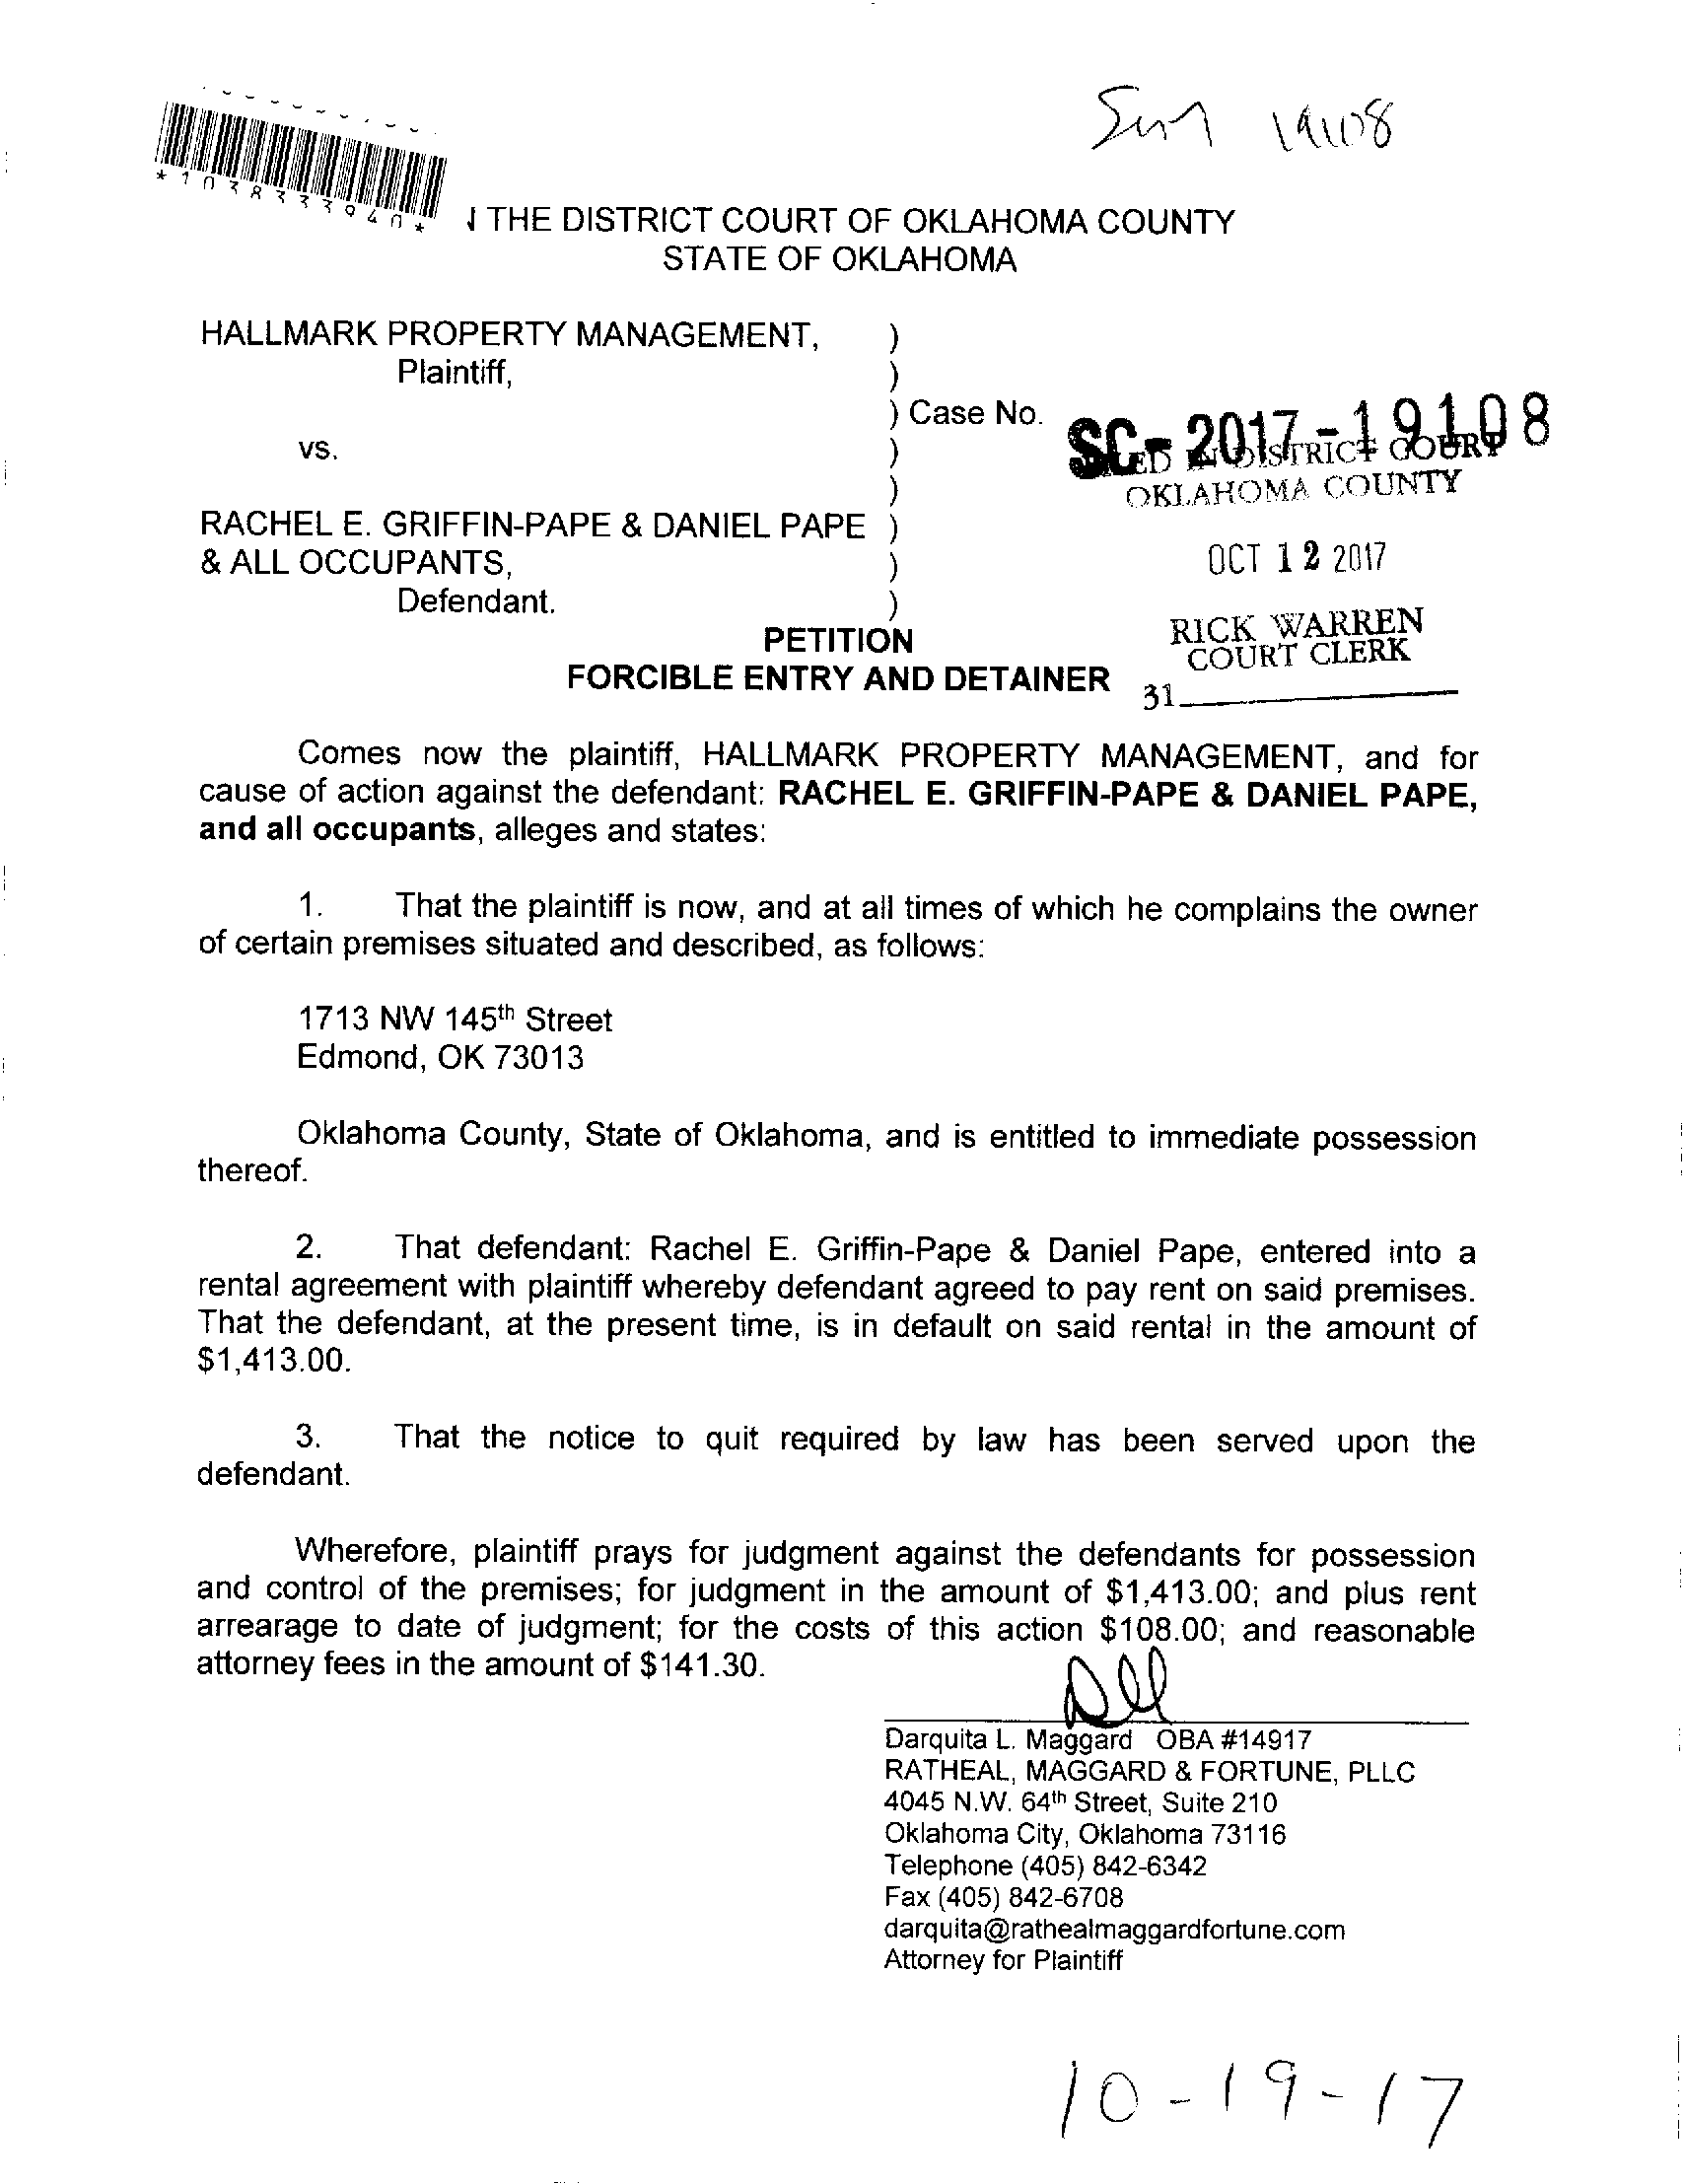 19108
*1038333940*
THE DISTRICT COURT OF OKLAHOMA COUNTY
STATE OF OKLAHOMA
HALLMARK PROPERTY MANAGEMENT, )
Plaintiff, )
) Case No. SC-2017-19108
vs. )
IN DISTRICT COURT
) OKLAHOMA COUNTY
RACHEL E. GRIFFIN-PAPE & DANIEL PAPE )
& ALL OCCUPANTS, ) OCT 12 2017
Defendant. )
PETITION RICK WARREN
COURT CLERK
FORCIBLE ENTRY AND DETAINER 31
Comes now the plaintiff, HALLMARK PROPERTY MANAGEMENT, and for
cause of action against the defendant: RACHEL E. GRIFFIN-PAPE & DANIEL PAPE,
and all occupants, alleges and states:
1. That the plaintiff is now, and at all times of which he complains the owner
of certain premises situated and described, as follows:
1713 NW 145th Street
Edmond, OK 73013
Oklahoma County, State of Oklahoma, and is entitled to immediate possession
thereof.
2. That defendant: Rachel E. Griffin-Pape & Daniel Pape, entered into a
rental agreement with plaintiff whereby defendant agreed to pay rent on said premises.
That the defendant, at the present time, is in default on said rental in the amount of
$1,413.00.
3. That the notice to quit required by law has been served upon the
defendant.
Wherefore, plaintiff prays for judgment against the defendants for possession
and control of the premises; for judgment in the amount of $1,413.00; and plus rent
arrearage to date of judgment; for the costs of this action $108.00; and reasonable
attorney fees in the amount of $141.30.
Darquita L. Maggard OBA #14917
RATHEAL, MAGGARD & FORTUNE, PLLC
4045 N.W. 64th Street, Suite 210
Oklahoma City, Oklahoma 73116
Telephone (405) 842-6342
Fax (405) 842-6708
darquita@rathealmaggardfortune.com
Attorney for Plaintiff
10-19-17